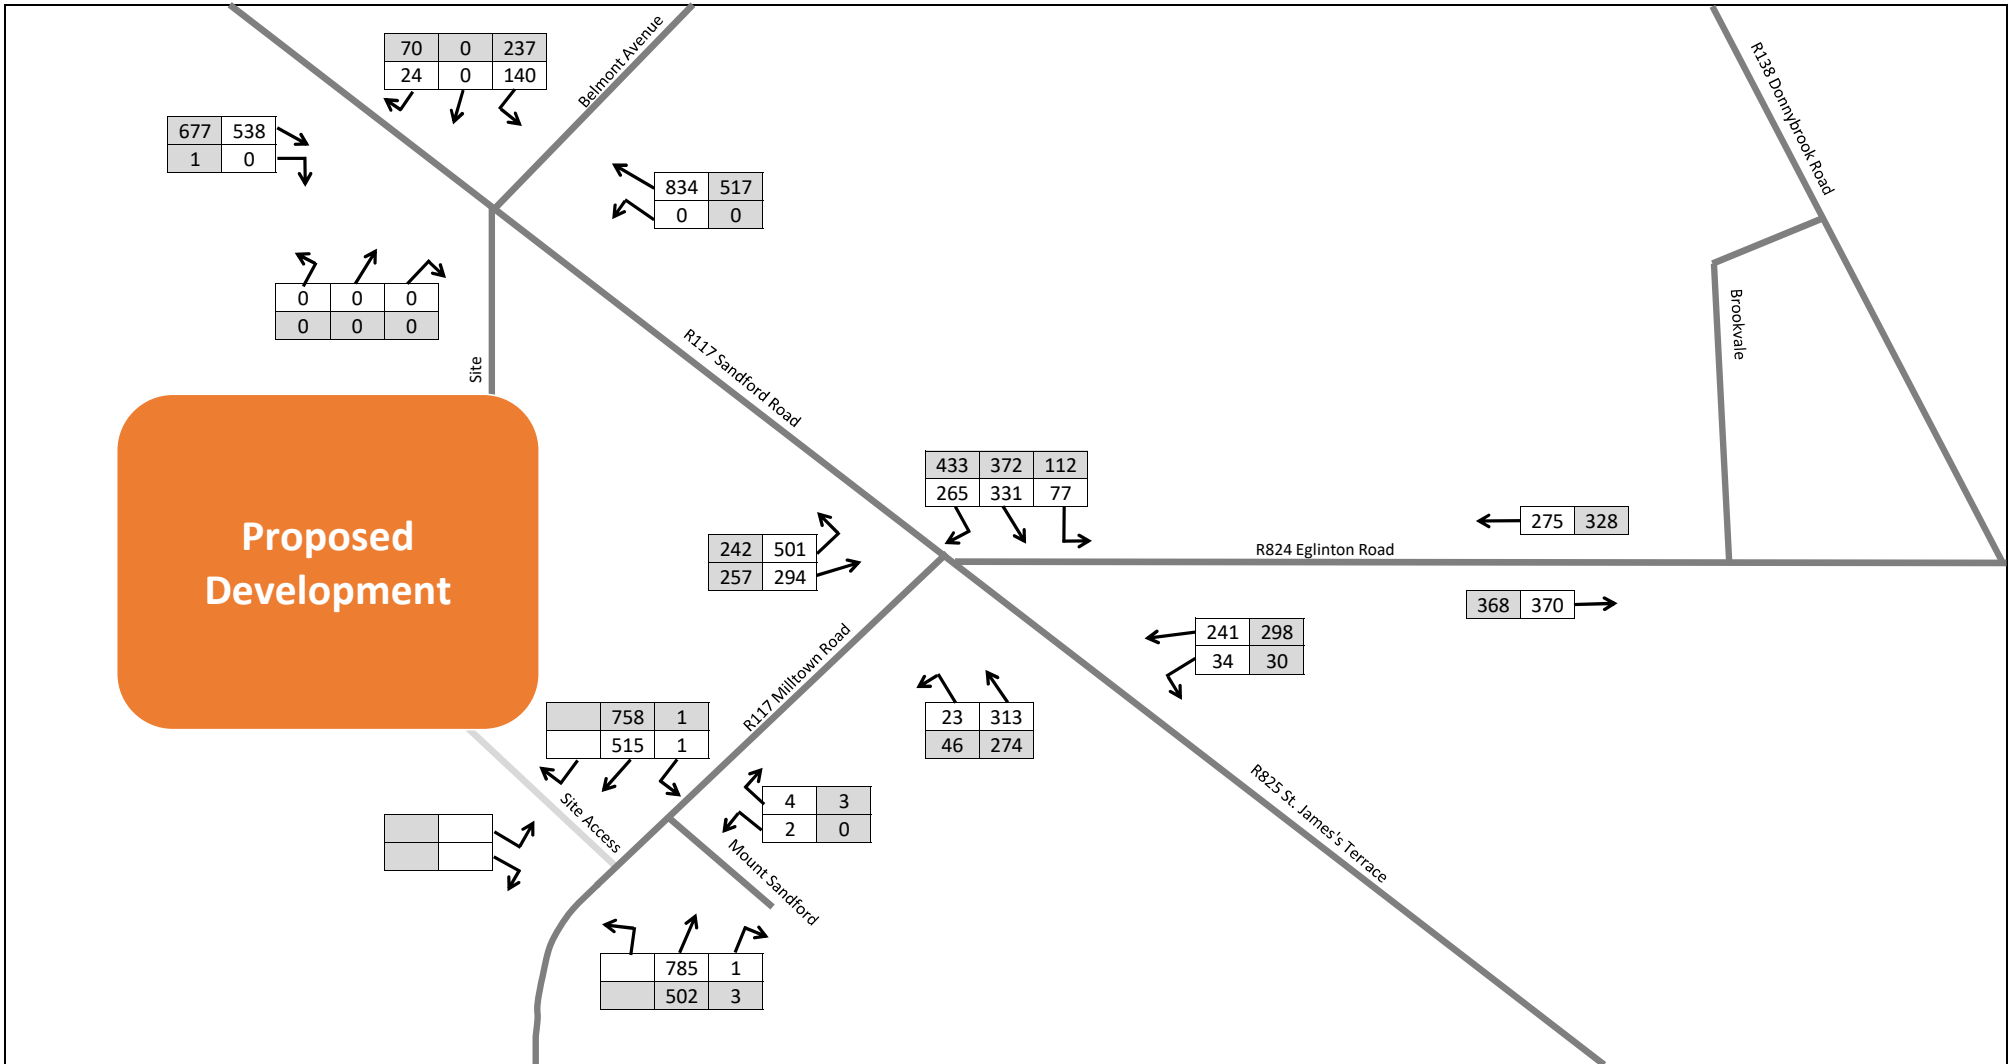 70 0 237
24 0 140
Belmont Avenue
R138 Donnybrook Road
677 538
1 0
834 517
0 0
0 0 0
0 0 0
Site
R117 Sandford Road
Brookvale
Proposed
Development
433 372 112
265 331 77
242 501
257 294
275 328
R824 Eglinton Road
368 370
241 298
34 30
R117 Milltown Road
23 313
46 274
758 1
515 1
R825 St. James's Terrace
4 3
2 0
Site Access
Mount Sandford
785 1
502 3